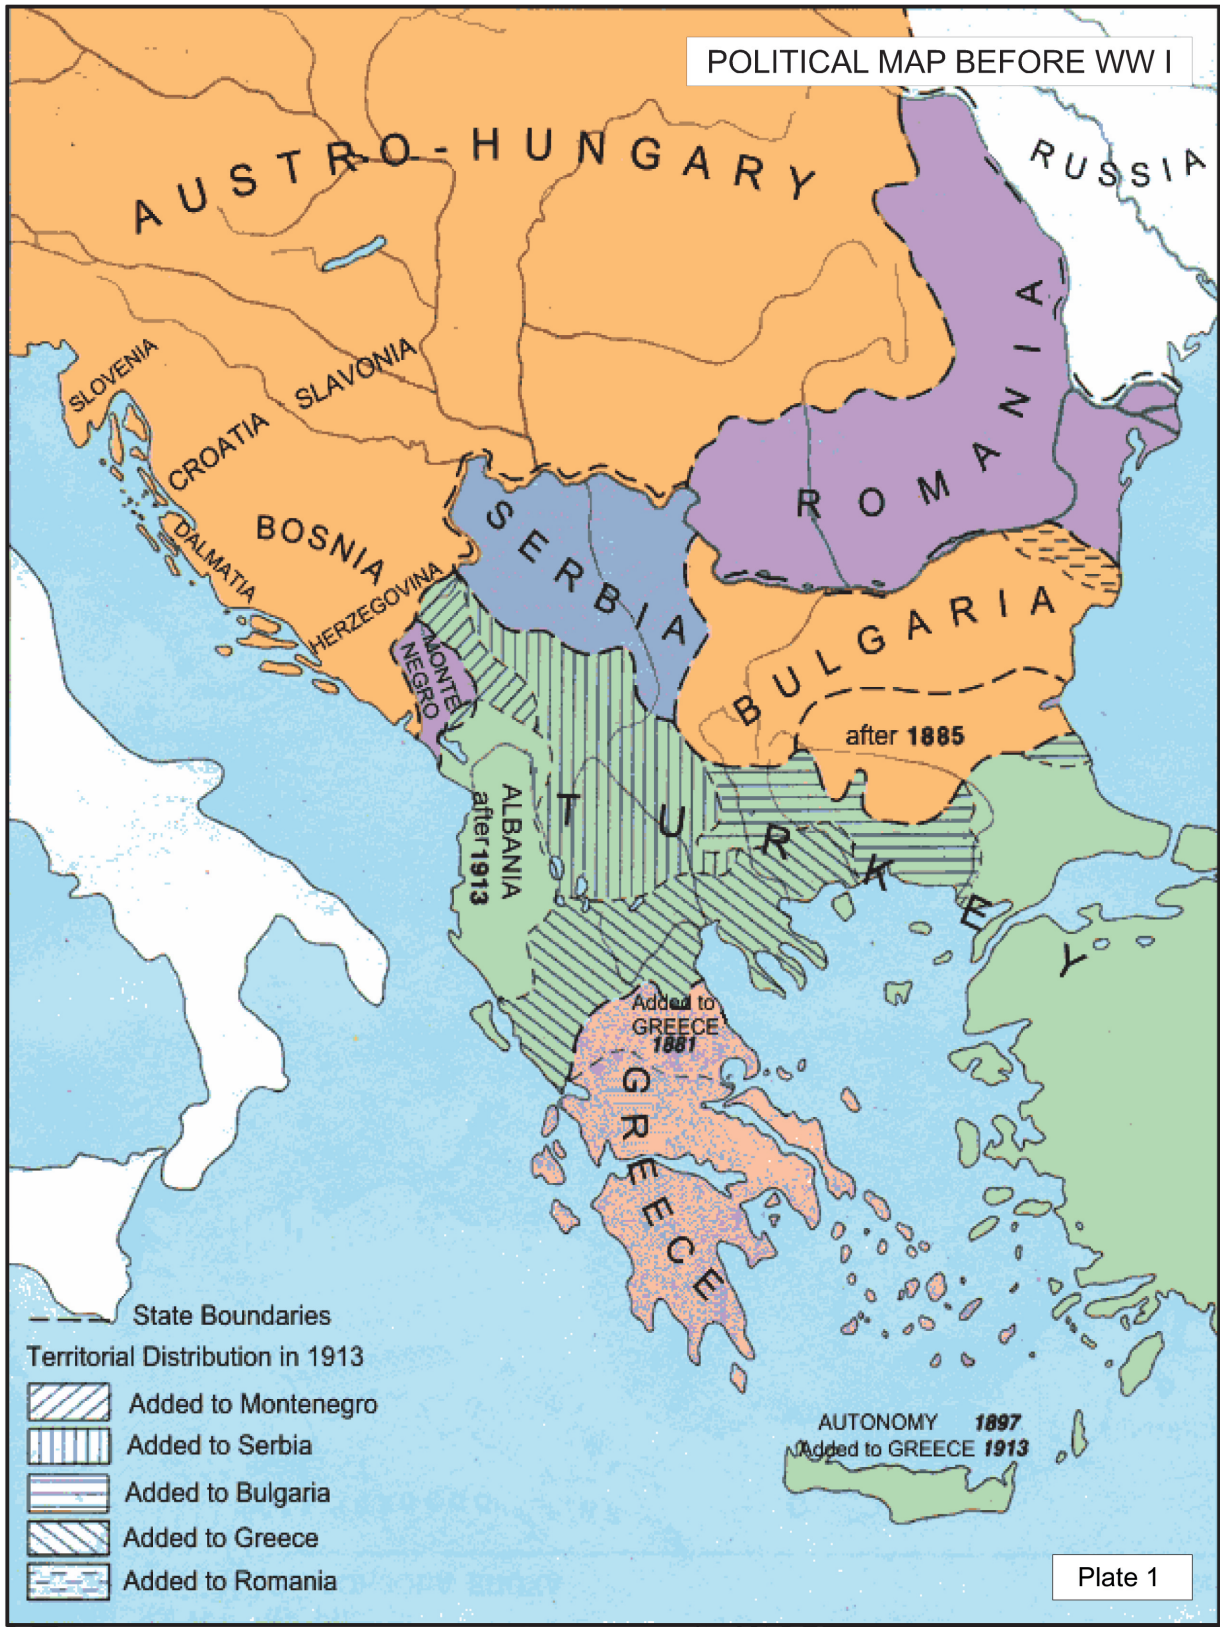 POLITICAL MAP BEFORE WW I
AUSTRO-HUNGARY
RUSSIA
ROMANIA
SLOVENIA
SLAVONIA
CROATIA
BOSNIA
DALMATIA
HERZEGOVINA
SERBIA
MONTE
NEGRO
BULGARIA
after 1885
ALBANIA
after 1913
TURKEY
Added to
GREECE
1881
GREECE
AUTONOMY 1897
Added to GREECE 1913
State Boundaries
Territorial Distribution in 1913
Added to Montenegro
Added to Serbia
Added to Bulgaria
Added to Greece
Added to Romania
Plate 1